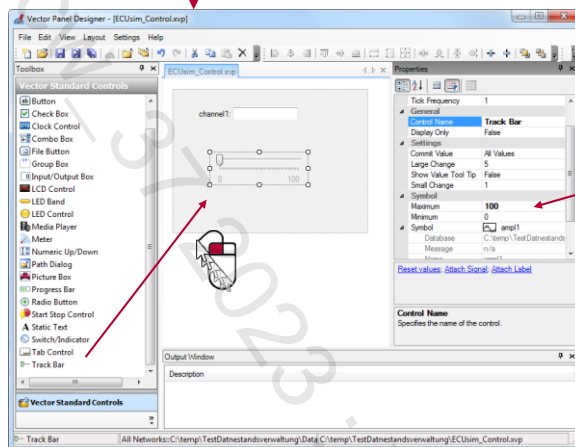 Vector Panel Designer - [ECUsim_Control.xvp]
File Edit View Layout Settings Help
Toolbox
Vector Standard Controls
Button
Check Box
Clock Control
Combo Box
File Button
Group Box
Input/Output Box
LCD Control
LED Band
LED Control
Media Player
Meter
Numeric Up/Down
Path Dialog
Picture Box
Progress Bar
Radio Button
Start Stop Control
Static Text
Switch/Indicator
Tab Control
Track Bar
Vector Standard Controls
ECUsim_Control.xvp
channel1:
0 100
Output Window
Description
Properties
Tick Frequency 1
General
Control Name Track Bar
Display Only False
Settings
Commit Value All Values
Large Change 5
Show Value Tool Tip False
Small Change 1
Symbol
Maximum 100
Minimum 0
Symbol ampl1
Database C:\temp\TestDatnestands
Message n/a
Name ampl1
Reset values; Attach Signal; Attach Label
Control Name
Specifies the name of the control.
Track Bar All Networks:C:\temp\TestDatnestandsverwaltung\Data C:\temp\TestDatnestandsverwaltung\ECUsim_Control.xvp